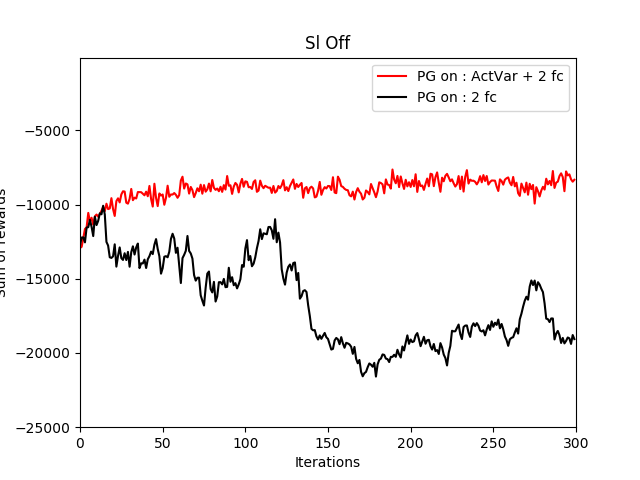 Sl Off
PG on : ActVar + 2 fc
PG on : 2 fc
−5000
−10000
−15000
−20000
−25000
Sum of rewards
0 50 100 150 200 250 300
Iterations